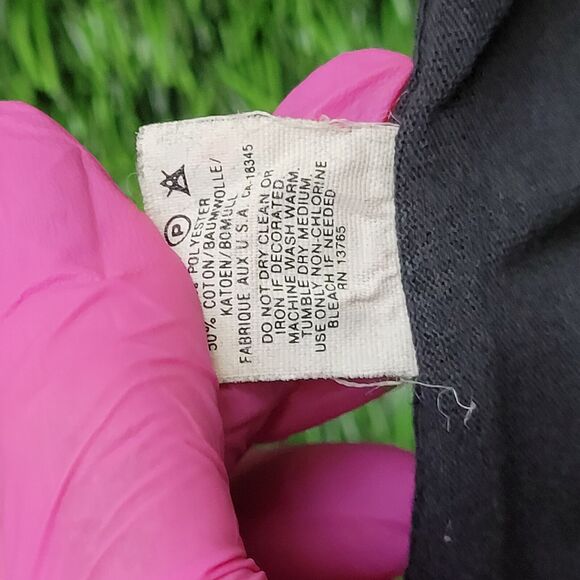 P
% POLYESTER
50% COTON/BAUMWOLLE/
KATOEN/BOMULL
FABRIQUE AUX U.S.A. CA-16345
DO NOT DRY CLEAN OR
IRON IF DECORATED.
MACHINE WASH WARM,
TUMBLE DRY MEDIUM.
USE ONLY NON-CHLORINE
BLEACH IF NEEDED
RN 13765